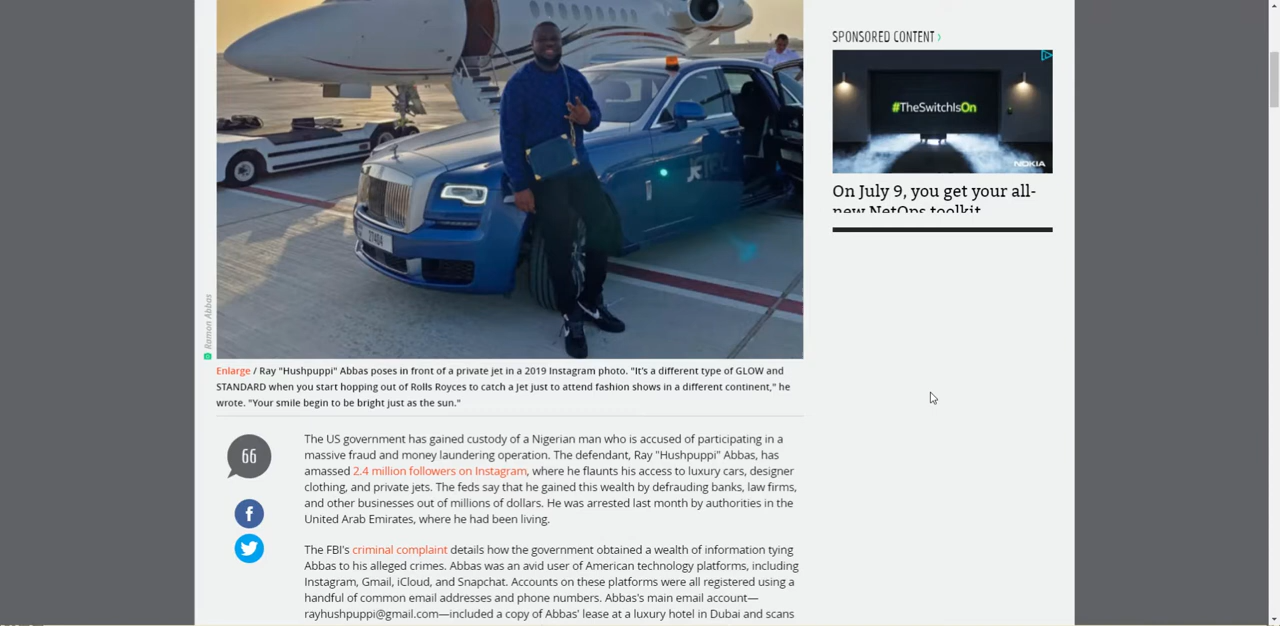 SPONSORED CONTENT ›
#TheSwitchIsOn
NOKIA
On July 9, you get your all-
new NetOps toolkit
JETEX
37404
Ramon Abbas
Enlarge / Ray "Hushpuppi" Abbas poses in front of a private jet in a 2019 Instagram photo. "It's a different type of GLOW and
STANDARD when you start hopping out of Rolls Royces to catch a Jet just to attend fashion shows in a different continent," he
wrote. "Your smile begin to be bright just as the sun."
66
The US government has gained custody of a Nigerian man who is accused of participating in a
massive fraud and money laundering operation. The defendant, Ray "Hushpuppi" Abbas, has
amassed 2.4 million followers on Instagram, where he flaunts his access to luxury cars, designer
clothing, and private jets. The feds say that he gained this wealth by defrauding banks, law firms,
and other businesses out of millions of dollars. He was arrested last month by authorities in the
United Arab Emirates, where he had been living.
The FBI's criminal complaint details how the government obtained a wealth of information tying
Abbas to his alleged crimes. Abbas was an avid user of American technology platforms, including
Instagram, Gmail, iCloud, and Snapchat. Accounts on these platforms were all registered using a
handful of common email addresses and phone numbers. Abbas's main email account—
rayhushpuppi@gmail.com—included a copy of Abbas' lease at a luxury hotel in Dubai and scans